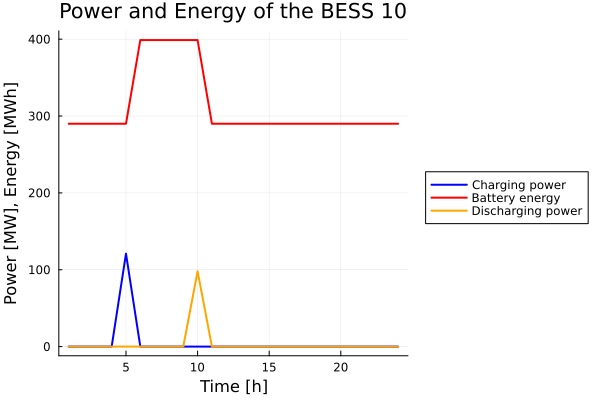 Power and Energy of the BESS 10
Power [MW], Energy [MWh]
400
300
200
100
0
5
10
15
20
Time [h]
Charging power
Battery energy
Discharging power